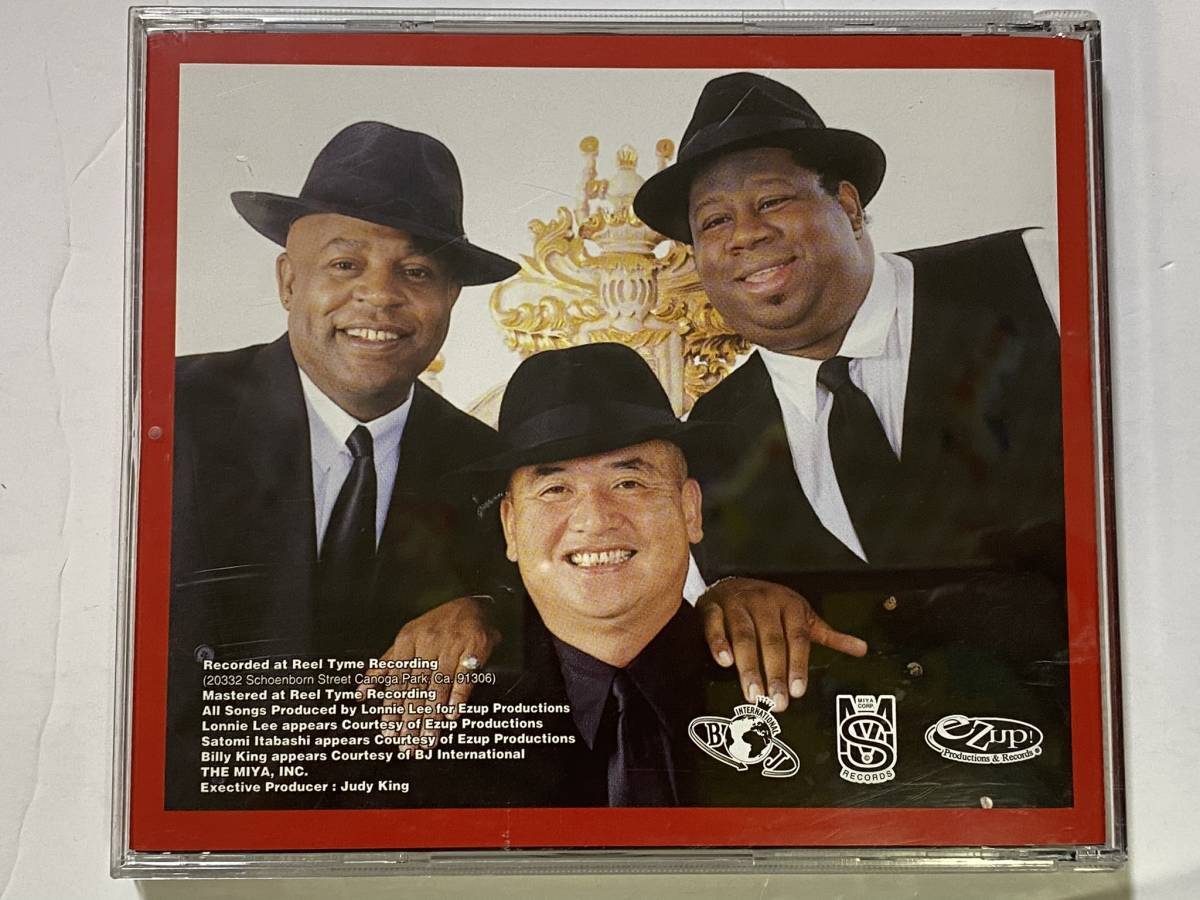 Recorded at Reel Tyme Recording
(20332 Schoenborn Street Canoga Park, Ca. 91306)
Mastered at Reel Tyme Recording
All Songs Produced by Lonnie Lee for Ezup Productions
Lonnie Lee appears Courtesy of Ezup Productions
Satomi Itabashi appears Courtesy of Ezup Productions
Billy King appears Courtesy of BJ International
THE MIYA, INC.
Exective Producer : Judy King
INTERNATIONAL
B J
MIYA
CORP.
RECORDS
eZup!
Productions & Records